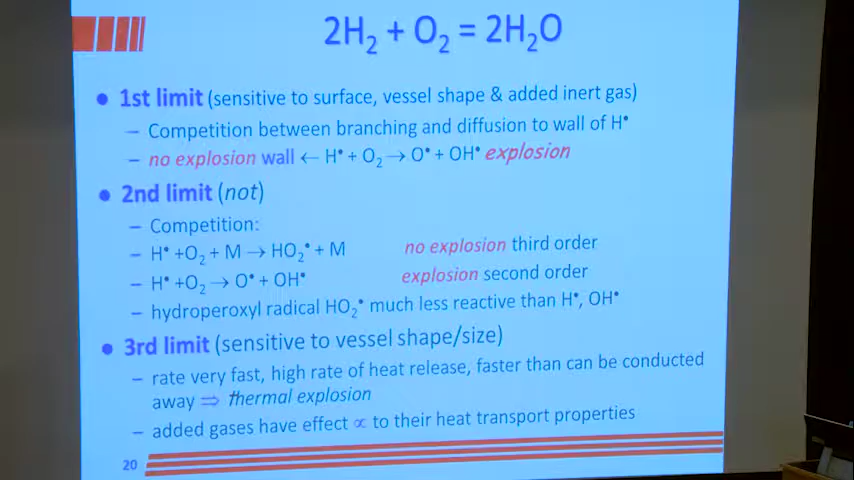 2H₂ + O₂ = 2H₂O
• 1st limit (sensitive to surface, vessel shape & added inert gas)
– Competition between branching and diffusion to wall of H•
– no explosion wall ← H• + O₂ → O• + OH• explosion
• 2nd limit (not)
– Competition:
– H• +O₂ + M → HO₂• + M no explosion third order
– H• +O₂ → O• + OH• explosion second order
– hydroperoxyl radical HO₂• much less reactive than H•, OH•
• 3rd limit (sensitive to vessel shape/size)
– rate very fast, high rate of heat release, faster than can be conducted
away ⇒ thermal explosion
– added gases have effect ∝ to their heat transport properties
20